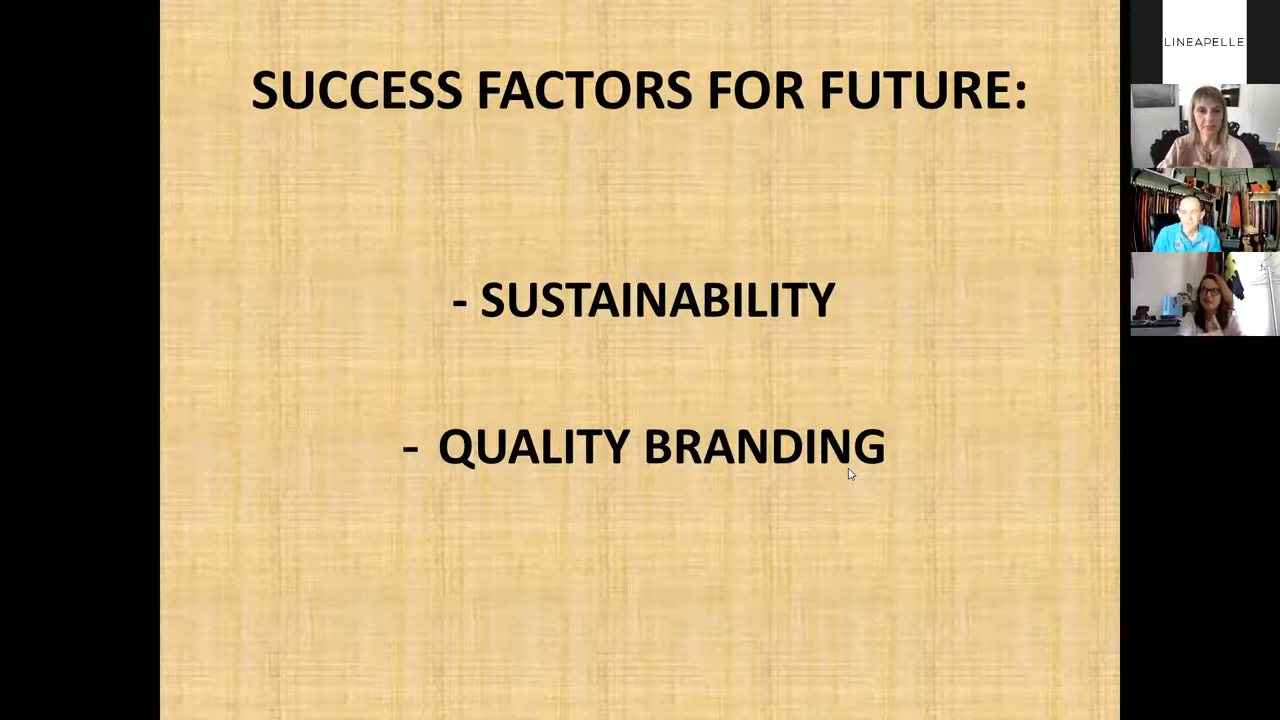 SUCCESS FACTORS FOR FUTURE:
- SUSTAINABILITY
- QUALITY BRANDING
LINEAPELLE